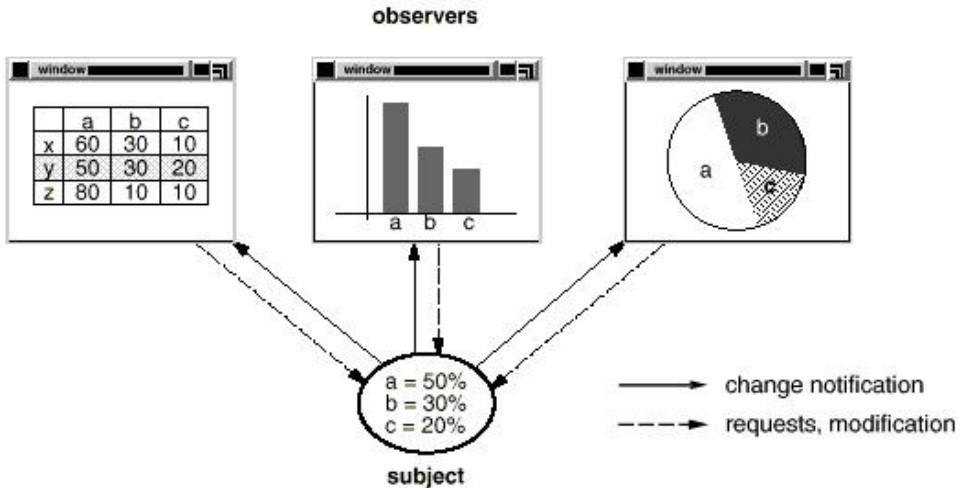 observers
window
window
window
a b c
x 60 30 10
y 50 30 20
z 80 10 10
a b c
a
b
c
a = 50%
b = 30%
c = 20%
subject
change notification
requests, modification